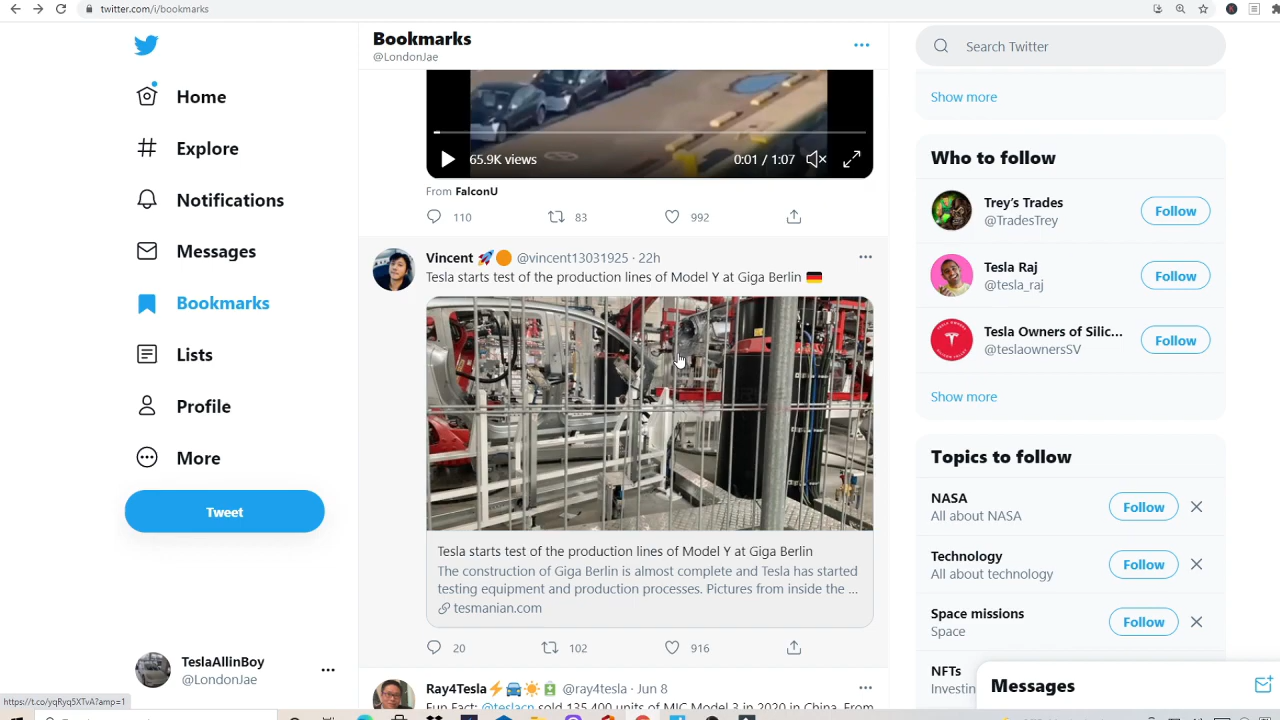 twitter.com/i/bookmarks
Home
Explore
Notifications
Messages
Bookmarks
Lists
Profile
More
Tweet
TeslaAllinBoy
@LondonJae
https://t.co/yqRyq5XTvA?amp=1
Bookmarks
@LondonJae
65.9K views
0:01 / 1:07
From FalconU
110 83 992
Vincent 🚀🟠 @vincent13031925 · 22h
Tesla starts test of the production lines of Model Y at Giga Berlin 🇩🇪
Tesla starts test of the production lines of Model Y at Giga Berlin
The construction of Giga Berlin is almost complete and Tesla has started
testing equipment and production processes. Pictures from inside the ...
tesmanian.com
20 102 916
Ray4Tesla⚡🚘☀️🔋 @ray4tesla · Jun 8
Fun Fact: @teslacn sold 135,400 units of MIC Model 3 in 2020 in China. From
Search Twitter
Show more
Who to follow
Trey's Trades
@TradesTrey
Follow
Tesla Raj
@tesla_raj
Follow
Tesla Owners of Silic...
@teslaownersSV
Follow
Show more
Topics to follow
NASA
All about NASA
Follow
Technology
All about technology
Follow
Space missions
Space
Follow
NFTs
Investin
Messages